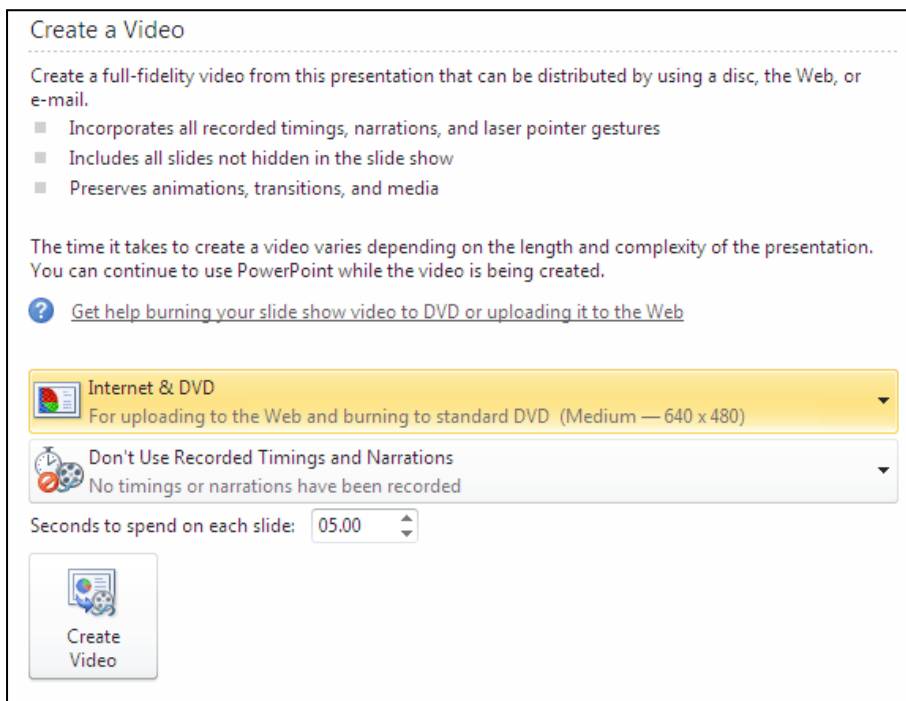 Create a Video
Create a full-fidelity video from this presentation that can be distributed by using a disc, the Web, or
e-mail.
Incorporates all recorded timings, narrations, and laser pointer gestures
Includes all slides not hidden in the slide show
Preserves animations, transitions, and media
The time it takes to create a video varies depending on the length and complexity of the presentation.
You can continue to use PowerPoint while the video is being created.
Get help burning your slide show video to DVD or uploading it to the Web
Internet & DVD
For uploading to the Web and burning to standard DVD (Medium — 640 x 480)
Don't Use Recorded Timings and Narrations
No timings or narrations have been recorded
Seconds to spend on each slide: 05.00
Create
Video